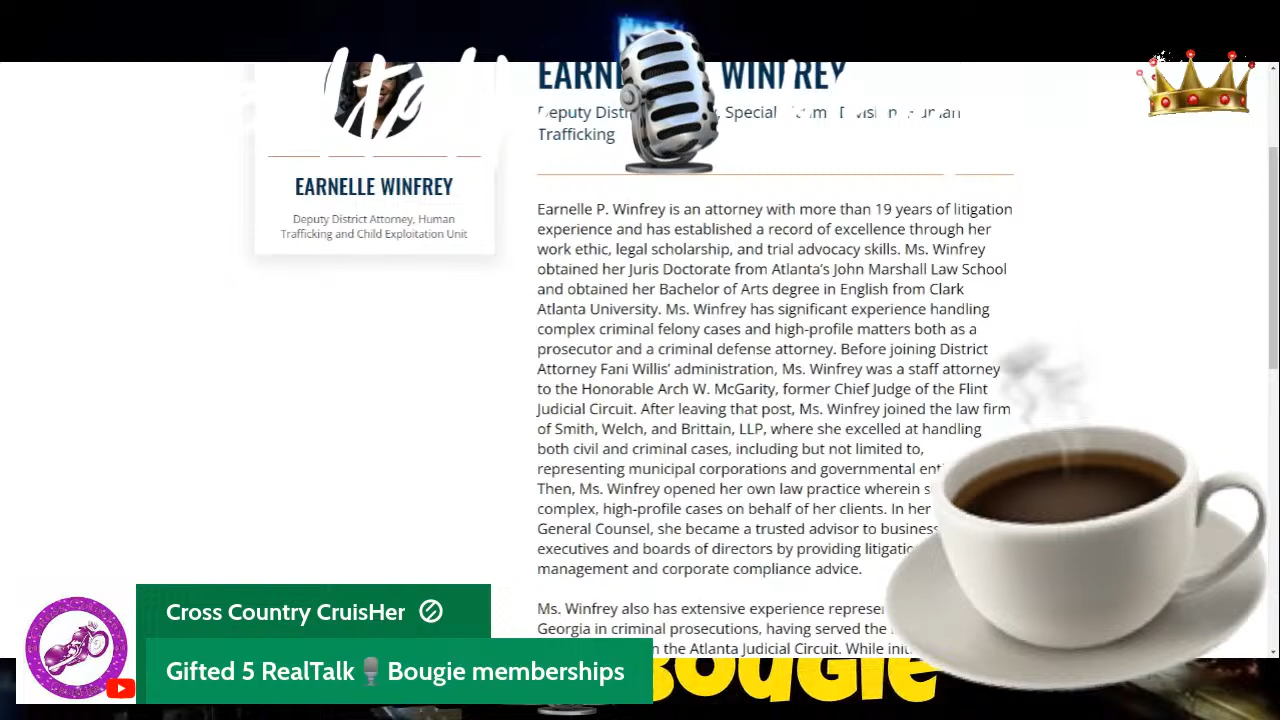 EARNELLE WINFREY
Deputy District Attorney, Human
Trafficking and Child Exploitation Unit
WINFREY
Deputy Special Human
Trafficking
Earnelle P. Winfrey is an attorney with more than 19 years of litigation
experience and has established a record of excellence through her
work ethic, legal scholarship, and trial advocacy skills. Ms. Winfrey
obtained her Juris Doctorate from Atlanta's John Marshall Law School
and obtained her Bachelor of Arts degree in English from Clark
Atlanta University. Ms. Winfrey has significant experience handling
complex criminal felony cases and high-profile matters both as a
prosecutor and a criminal defense attorney. Before joining District
Attorney Fani Willis' administration, Ms. Winfrey was a staff attorney
to the Honorable Arch W. McGarity, former Chief Judge of the Flint
Judicial Circuit. After leaving that post, Ms. Winfrey joined the law firm
of Smith, Welch, and Brittain, LLP, where she excelled at handling
both civil and criminal cases, including but not limited to,
representing municipal corporations and governmental
Then, Ms. Winfrey opened her own law practice wherein
complex, high-profile cases on behalf of her clients. In her
General Counsel, she became a trusted advisor to business
executives and boards of directors by providing
management and corporate compliance advice.
Ms. Winfrey also has extensive experience
Georgia in criminal prosecutions, having served the
the Atlanta Judicial Circuit. While
Cross Country CruisHer
Gifted 5 RealTalk🎙️Bougie memberships
BOUGIE